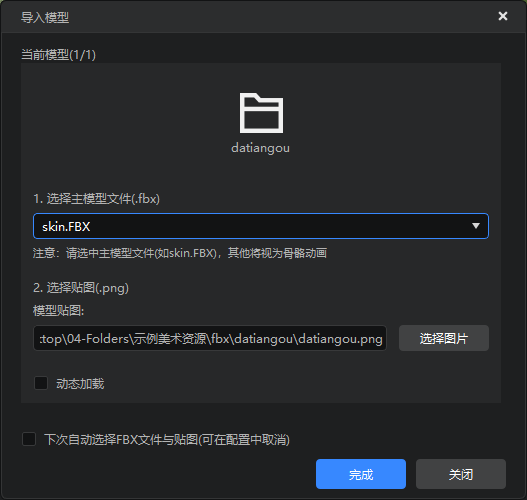 导入模型
当前模型(1/1)
datiangou
1. 选择主模型文件(.fbx)
skin.FBX
注意：请选中主模型文件(如skin.FBX)，其他将视为骨骼动画
2. 选择贴图(.png)
模型贴图:
:top\04-Folders\示例美术资源\fbx\datiangou\datiangou.png
选择图片
动态加载
下次自动选择FBX文件与贴图(可在配置中取消)
完成
关闭